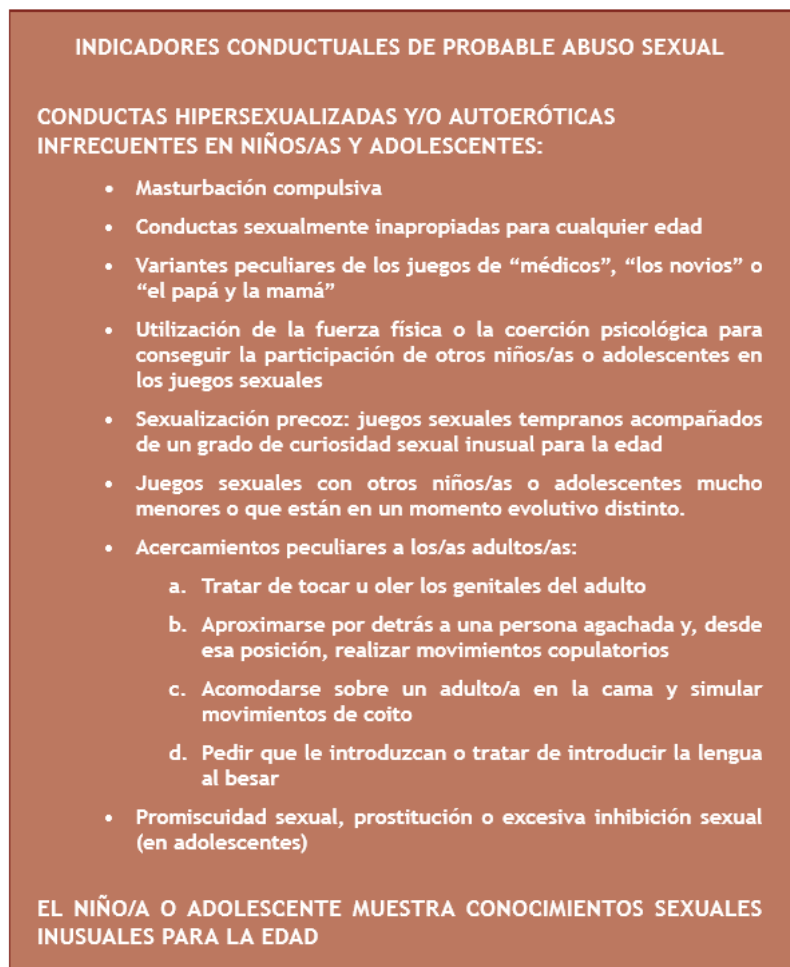 INDICADORES CONDUCTUALES DE PROBABLE ABUSO SEXUAL
CONDUCTAS HIPERSEXUALIZADAS Y/O AUTOERÓTICAS
INFRECUENTES EN NIÑOS/AS Y ADOLESCENTES:
• Masturbación compulsiva
• Conductas sexualmente inapropiadas para cualquier edad
• Variantes peculiares de los juegos de “médicos”, “los novios” o
“el papá y la mamá”
• Utilización de la fuerza física o la coerción psicológica para
conseguir la participación de otros niños/as o adolescentes en
los juegos sexuales
• Sexualización precoz: juegos sexuales tempranos acompañados
de un grado de curiosidad sexual inusual para la edad
• Juegos sexuales con otros niños/as o adolescentes mucho
menores o que están en un momento evolutivo distinto.
• Acercamientos peculiares a los/as adultos/as:
a. Tratar de tocar u oler los genitales del adulto
b. Aproximarse por detrás a una persona agachada y, desde
esa posición, realizar movimientos copulatorios
c. Acomodarse sobre un adulto/a en la cama y simular
movimientos de coito
d. Pedir que le introduzcan o tratar de introducir la lengua
al besar
• Promiscuidad sexual, prostitución o excesiva inhibición sexual
(en adolescentes)
EL NIÑO/A O ADOLESCENTE MUESTRA CONOCIMIENTOS SEXUALES
INUSUALES PARA LA EDAD